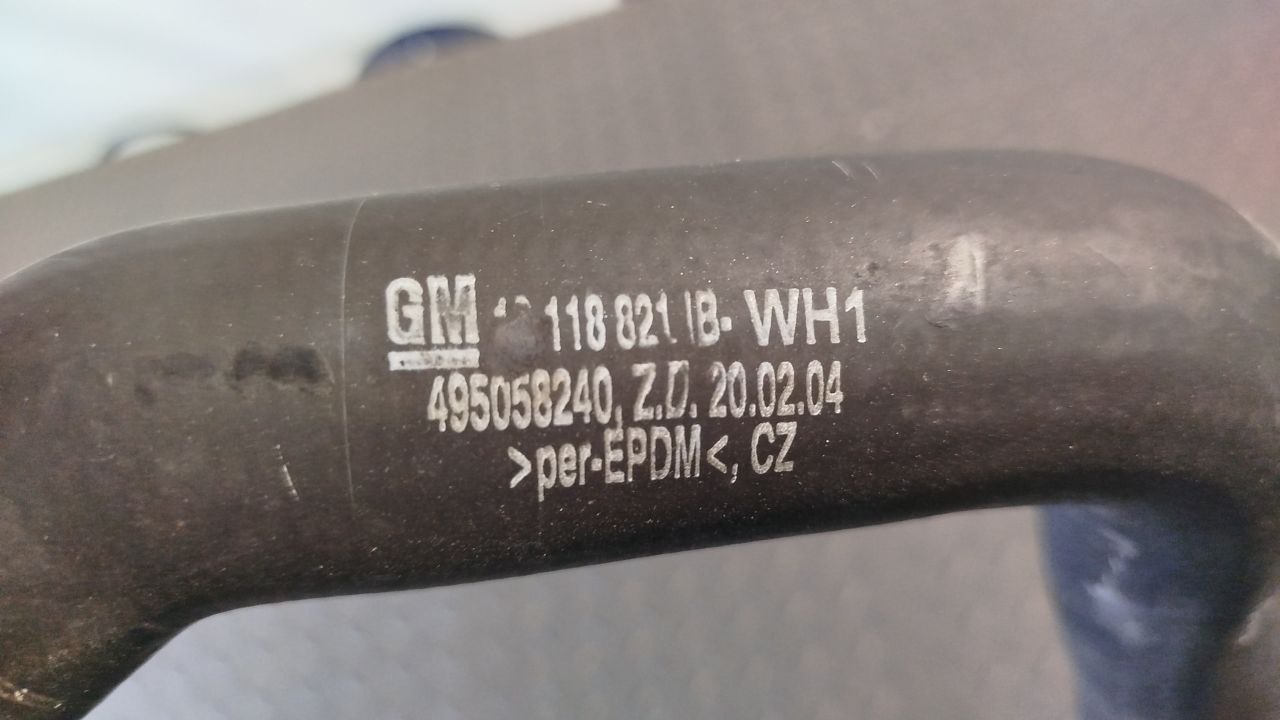 GM 118 821 IB- WH1
495058240, Z.D. 20.02.04
>per-EPDM<, CZ